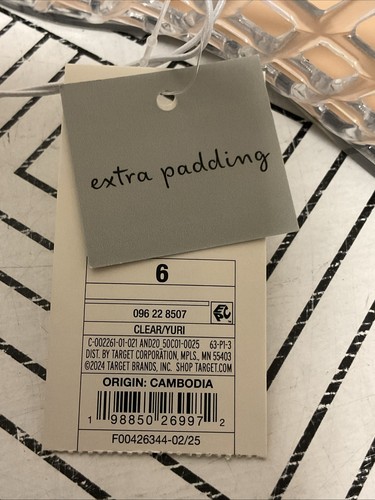 extra padding
6
096 22 8507
CLEAR/YURI
C-002261-01-021 AND20 50C01-0025 63-P1-3
DIST. BY TARGET CORPORATION, MPLS., MN 55403
©2024 TARGET BRANDS, INC. SHOP TARGET.COM
ORIGIN: CAMBODIA
1 98850 26997 2
F00426344-02/25